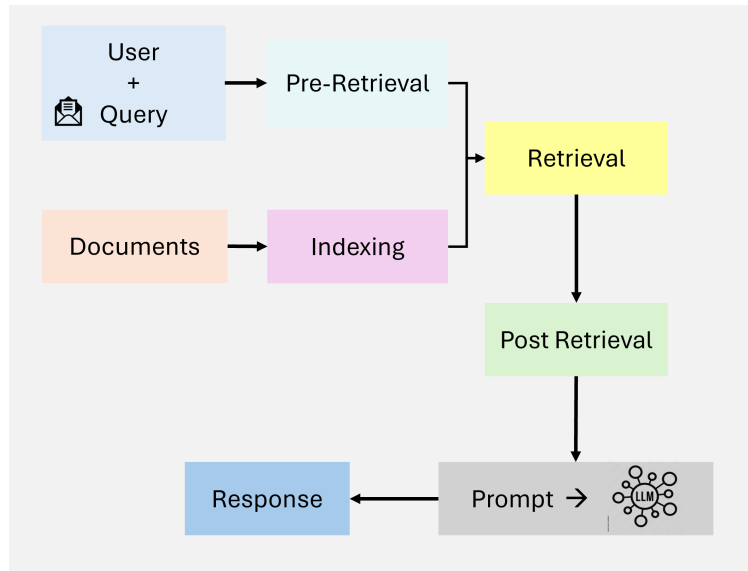 User
+
Query
Pre-Retrieval
Retrieval
Documents
Indexing
Post Retrieval
Response
Prompt →
LLM